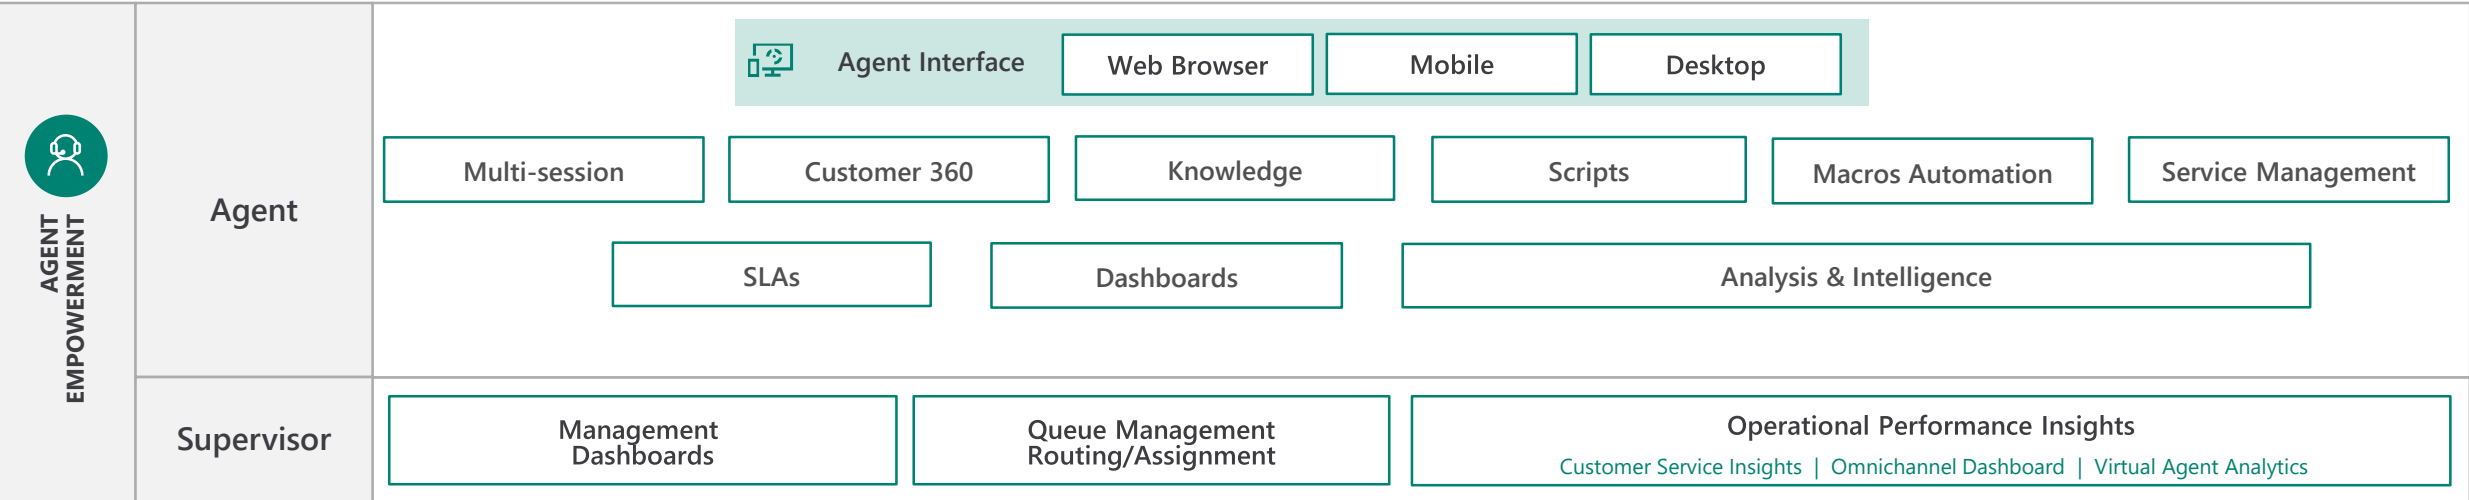 AGENT
EMPOWERMENT
Agent
Agent Interface
Web Browser
Mobile
Desktop
Multi-session
Customer 360
Knowledge
Scripts
Macros Automation
Service Management
SLAs
Dashboards
Analysis & Intelligence
Supervisor
Management
Dashboards
Queue Management
Routing/Assignment
Operational Performance Insights
Customer Service Insights | Omnichannel Dashboard | Virtual Agent Analytics